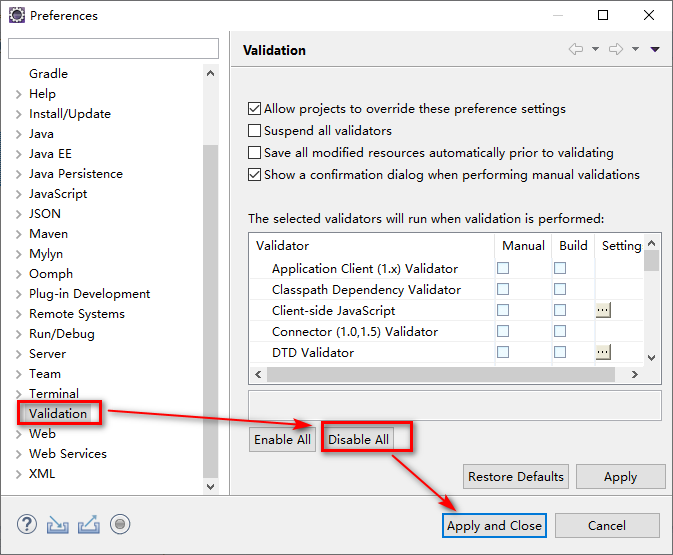 Preferences
Validation
Gradle
Help
Install/Update
Java
Java EE
Java Persistence
JavaScript
JSON
Maven
Mylyn
Oomph
Plug-in Development
Remote Systems
Run/Debug
Server
Team
Terminal
Validation
Web
Web Services
XML
Allow projects to override these preference settings
Suspend all validators
Save all modified resources automatically prior to validating
Show a confirmation dialog when performing manual validations
The selected validators will run when validation is performed:
Validator Manual Build Setting
Application Client (1.x) Validator
Classpath Dependency Validator
Client-side JavaScript ...
Connector (1.0,1.5) Validator
DTD Validator ...
Enable All Disable All
Restore Defaults Apply
? Apply and Close Cancel